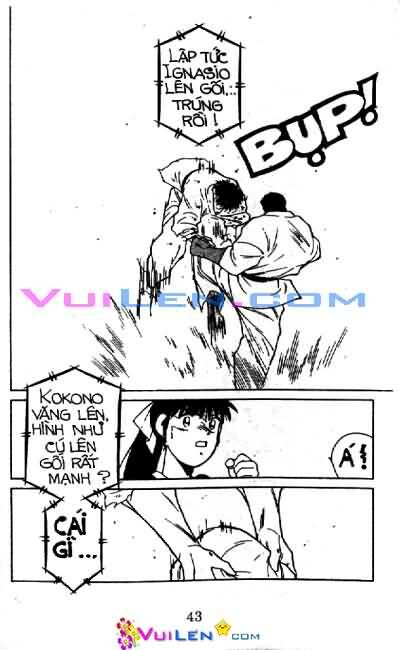 LẬP TỨC
IGNASIO
LÊN GỐI,..
TRÚNG
RỒI!
BỤP!
VUILEN.COM
KOKONO
VĂNG LÊN,
HÌNH NHƯ
CÚ LÊN
GỐI RẤT
MẠNH ?
Á!!
CÁI
GÌ ...
43
VUILEN.COM